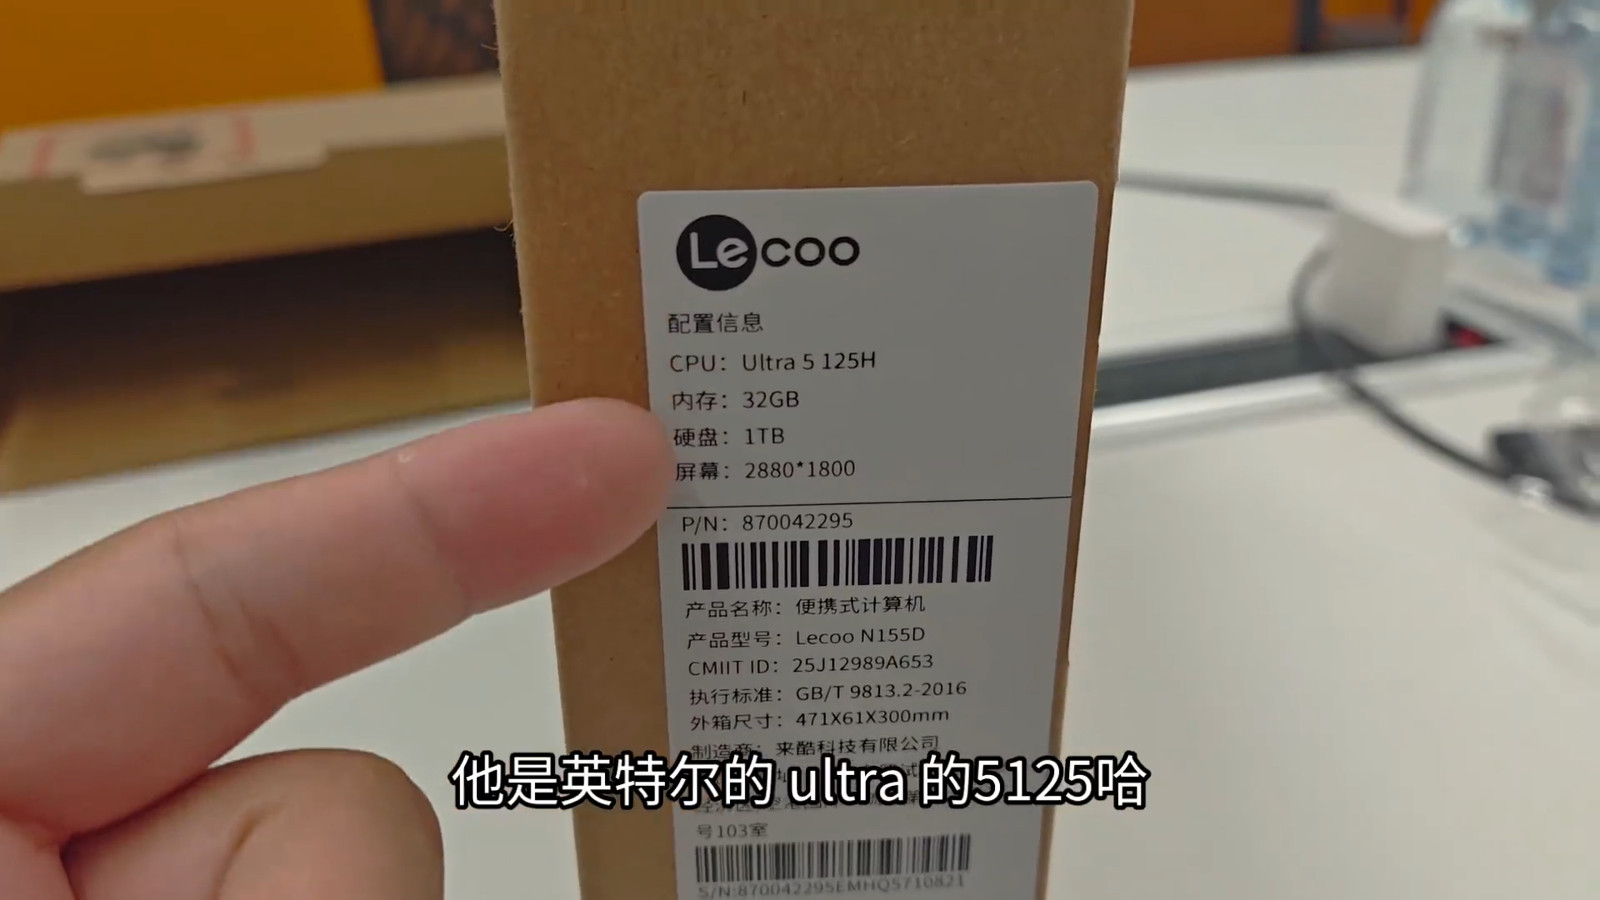 Lecoo
配置信息
CPU：Ultra 5 125H
内存：32GB
硬盘：1TB
屏幕：2880*1800
P/N：870042295
产品名称：便携式计算机
产品型号：Lecoo N155D
CMIIT ID：25J12989A653
执行标准：GB/T 9813.2-2016
外箱尺寸：471X61X300mm
制造商：来酷科技有限公司
他是英特尔的 ultra 的5125哈
号103室
S/N:870042295EMHQ5710821